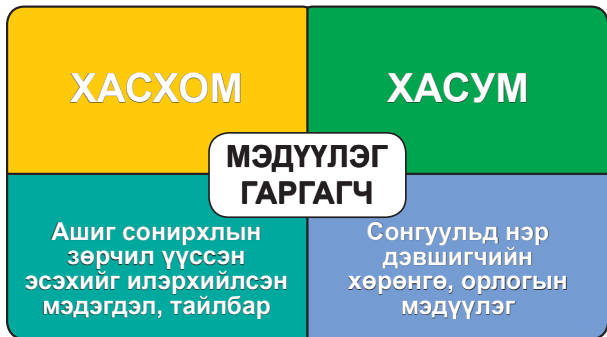 ХАСХОМ
ХАСУМ
МЭДҮҮЛЭГ
ГАРГАГЧ
Ашиг сонирхлын
зөрчил үүссэн
эсэхийг илэрхийлсэн
мэдэгдэл, тайлбар
Сонгуульд нэр
дэвшигчийн
хөрөнгө, орлогын
мэдүүлэг